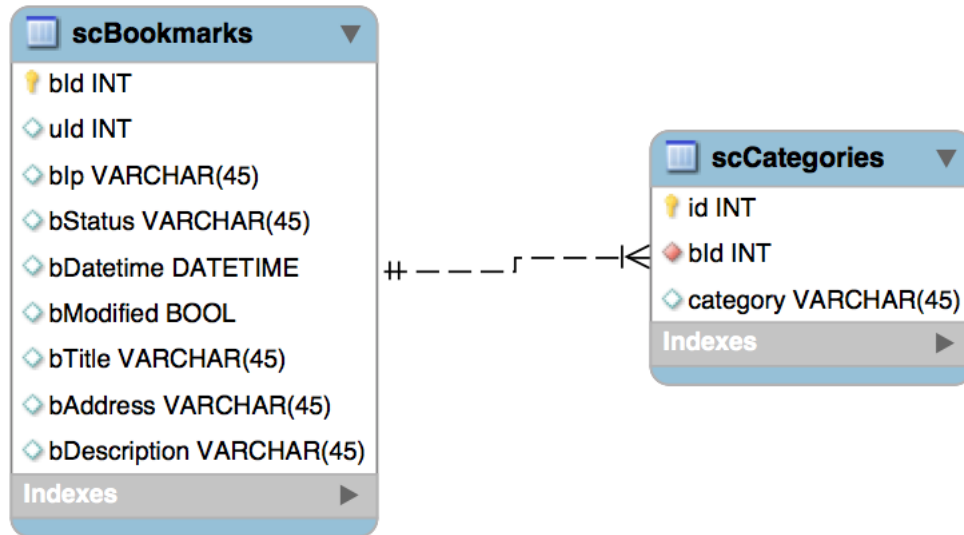 scBookmarks
bId INT
uId INT
bIp VARCHAR(45)
bStatus VARCHAR(45)
bDatetime DATETIME
bModified BOOL
bTitle VARCHAR(45)
bAddress VARCHAR(45)
bDescription VARCHAR(45)
Indexes
scCategories
id INT
bId INT
category VARCHAR(45)
Indexes